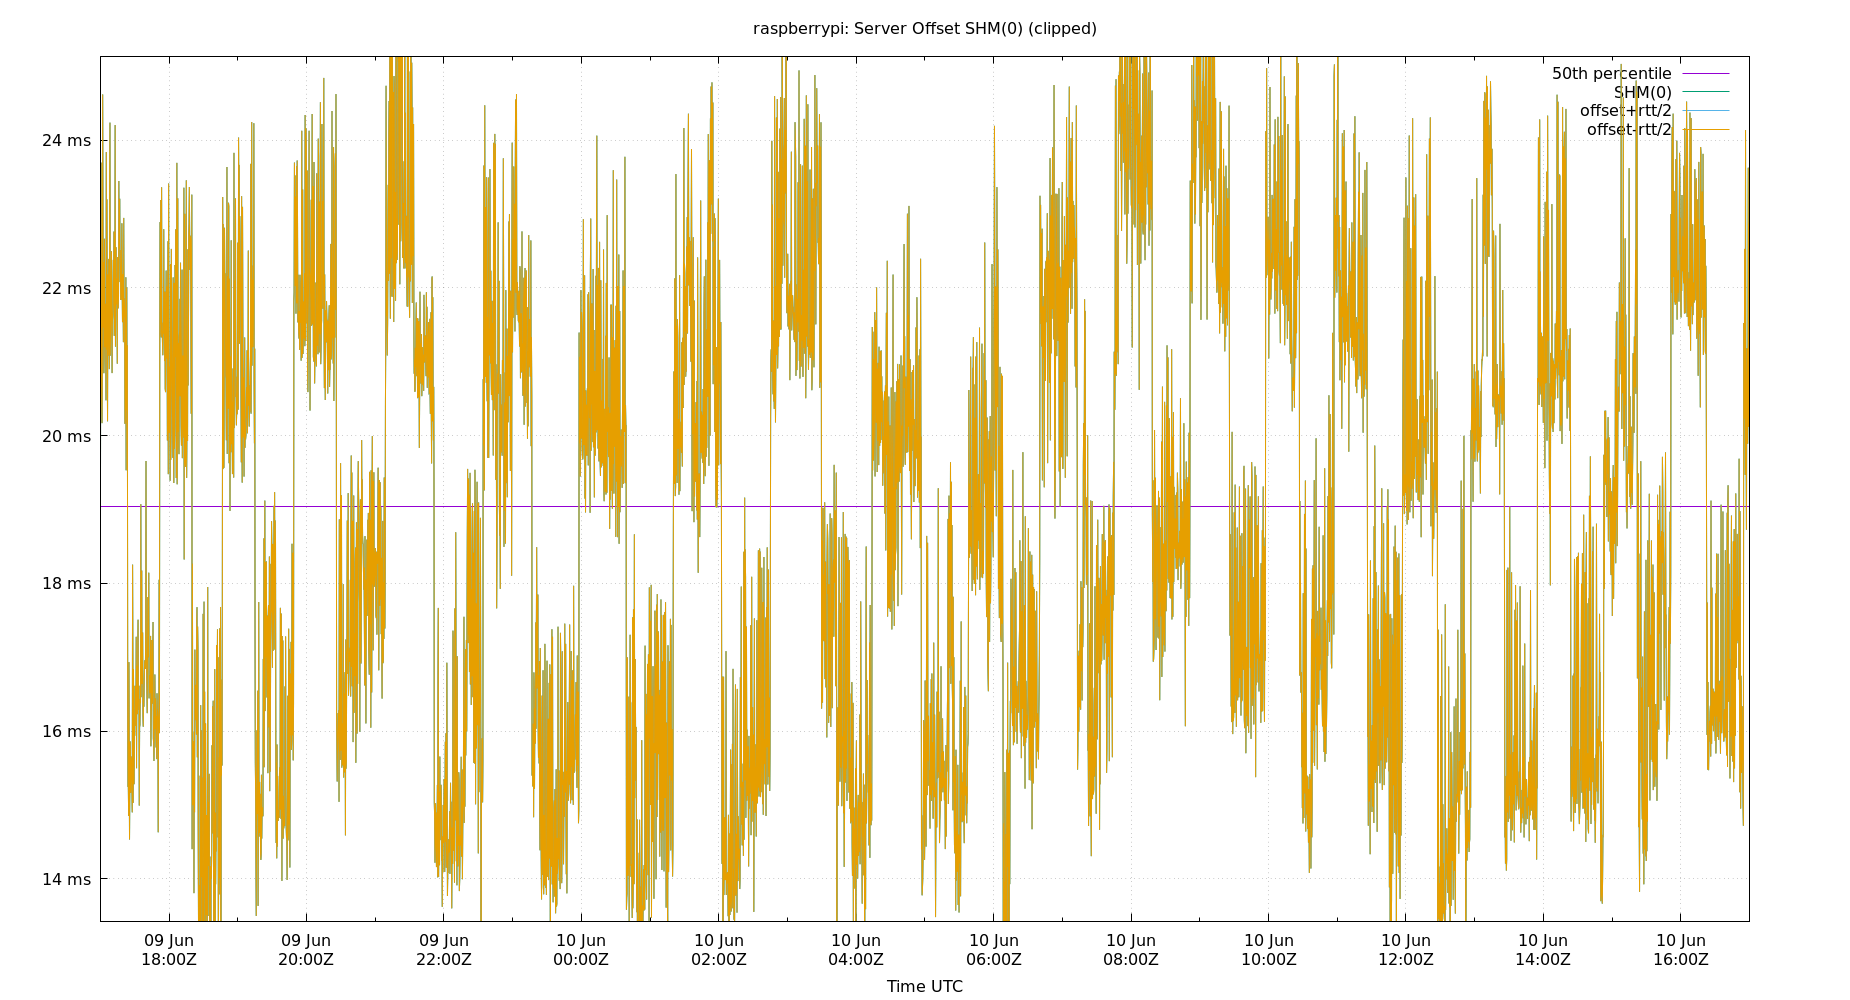 raspberrypi: Server Offset SHM(0) (clipped)
50th percentile
SHM(0)
offset+rtt/2
offset-rtt/2
24 ms
22 ms
20 ms
18 ms
16 ms
14 ms
09 Jun 09 Jun 09 Jun 10 Jun 10 Jun 10 Jun 10 Jun 10 Jun 10 Jun 10 Jun 10 Jun 10 Jun
18:00Z 20:00Z 22:00Z 00:00Z 02:00Z 04:00Z 06:00Z 08:00Z 10:00Z 12:00Z 14:00Z 16:00Z
Time UTC